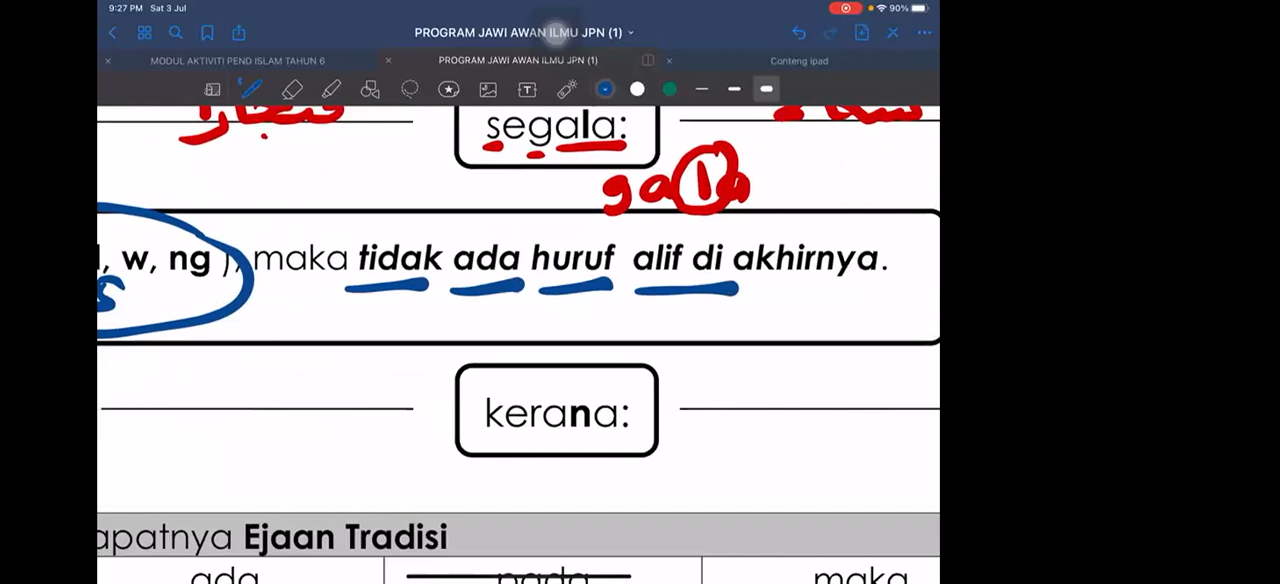 9:27 PM Sat 3 Jul
90%
PROGRAM JAWI AWAN ILMU JPN (1)
MODUL AKTIVITI PEND ISLAM TAHUN 6
PROGRAM JAWI AWAN ILMU JPN (1)
Conteng ipad
segala:
gala
, w, ng ), maka tidak ada huruf alif di akhirnya.
kerana:
apatnya Ejaan Tradisi
ada
pada
maka